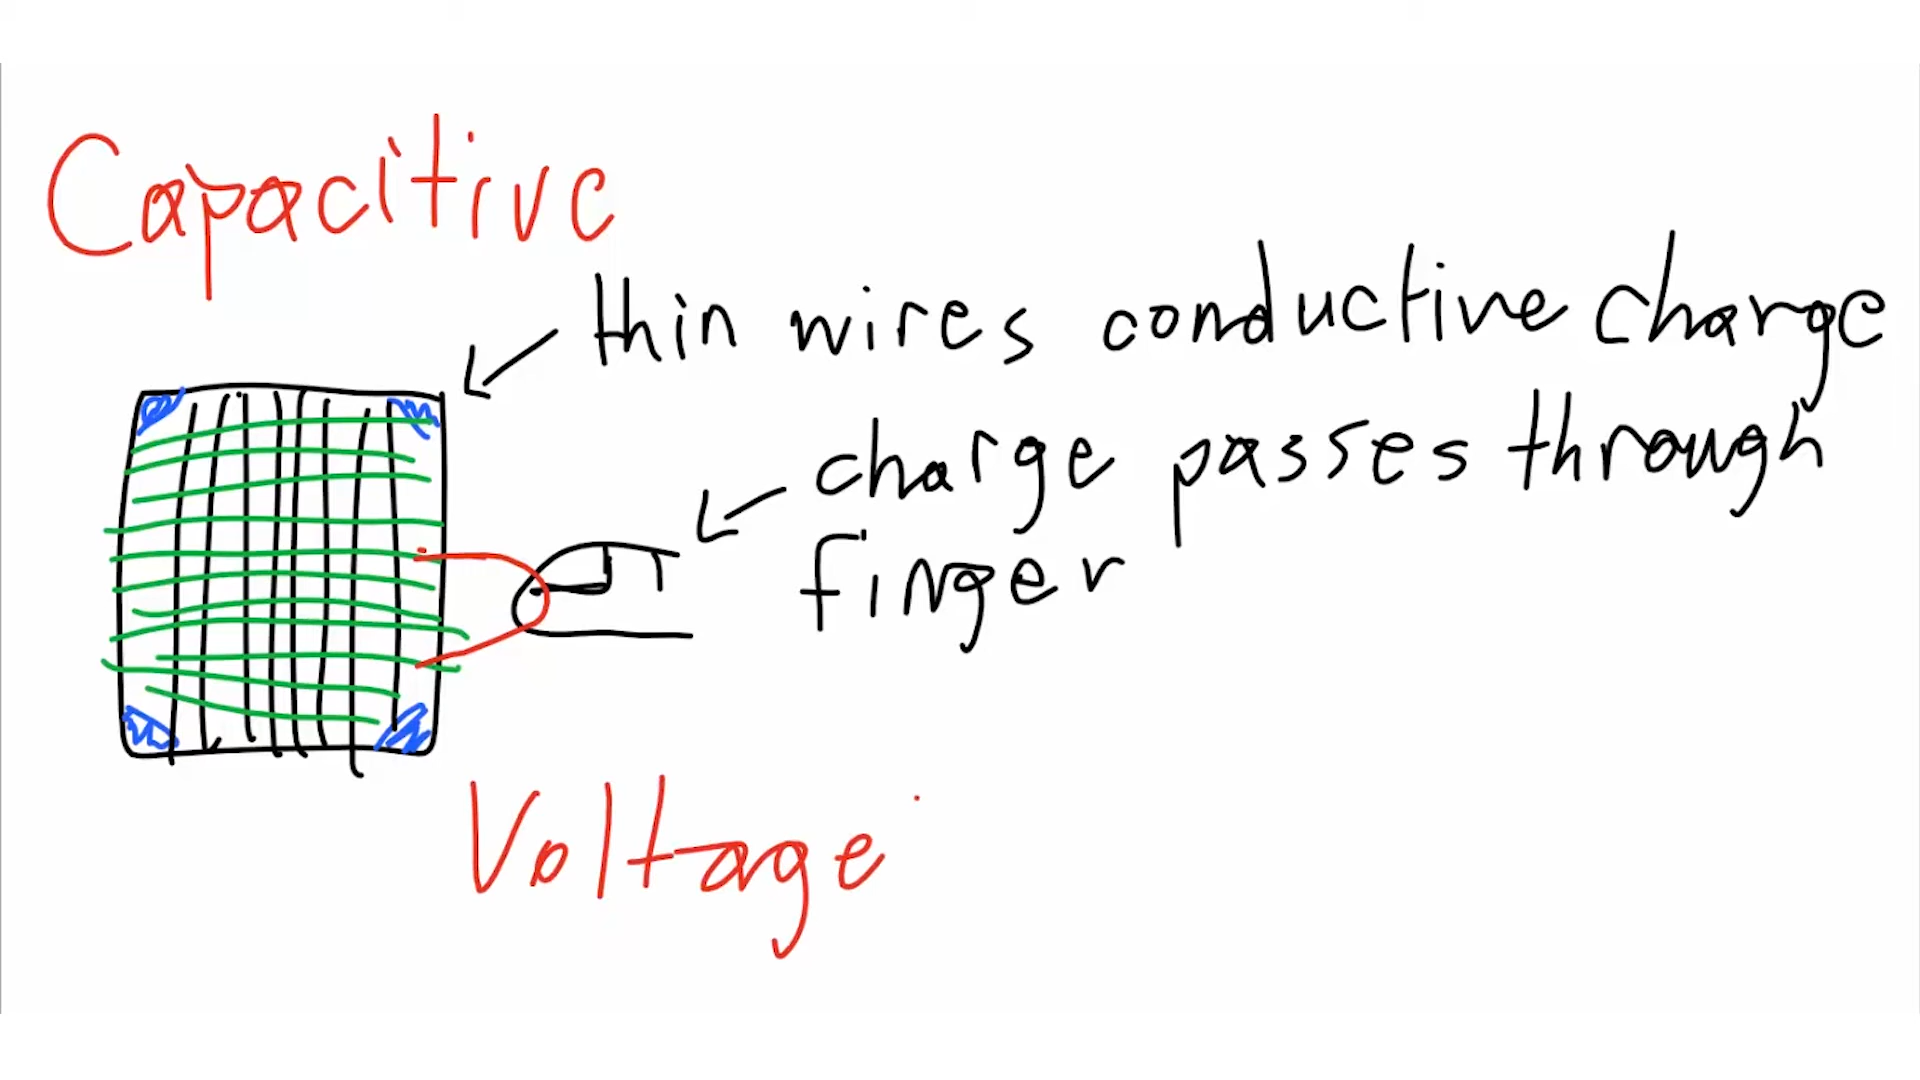 Capacitive
thin wires conductive charge
charge passes through
finger
Voltage